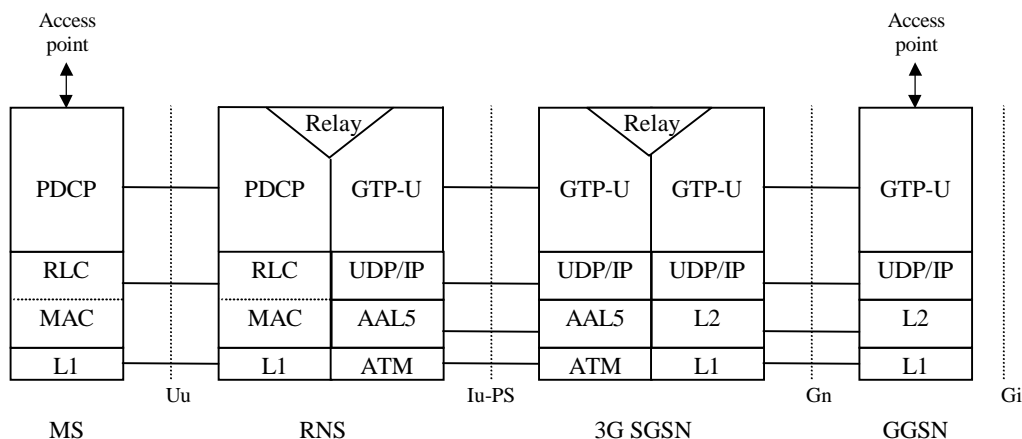 Access
point
Access
point
Relay
Relay
PDCP
PDCP
GTP-U
GTP-U
GTP-U
GTP-U
RLC
RLC
UDP/IP
UDP/IP
UDP/IP
UDP/IP
MAC
MAC
AAL5
AAL5
L2
L2
L1
L1
ATM
ATM
L1
L1
Uu
Iu-PS
Gn
Gi
MS
RNS
3G SGSN
GGSN